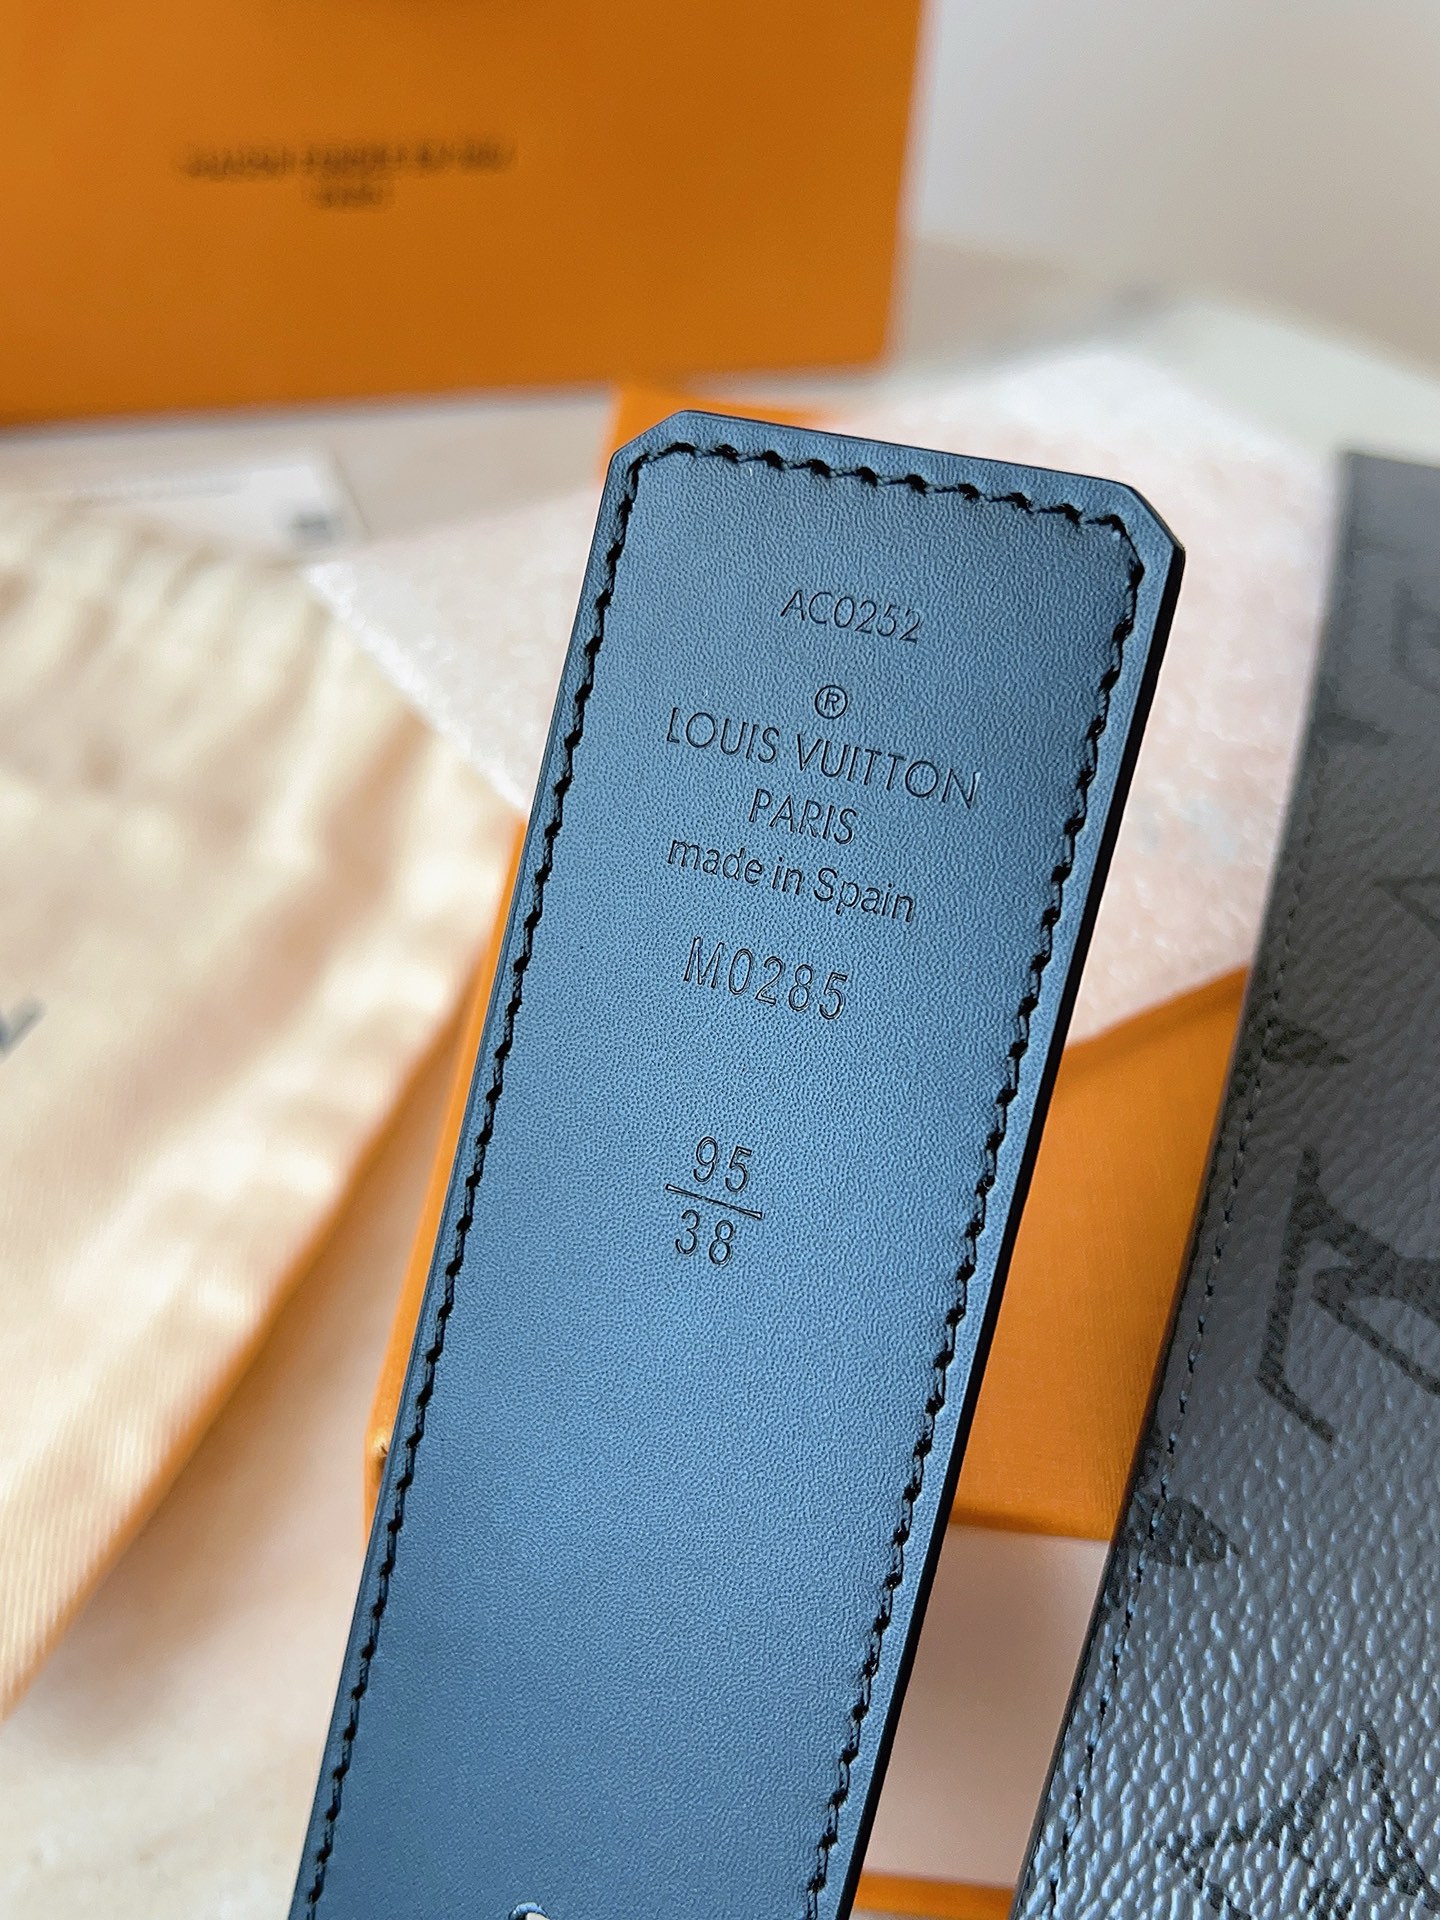 AC0252
®
LOUIS VUITTON
PARIS
made in Spain
M0285
95
38